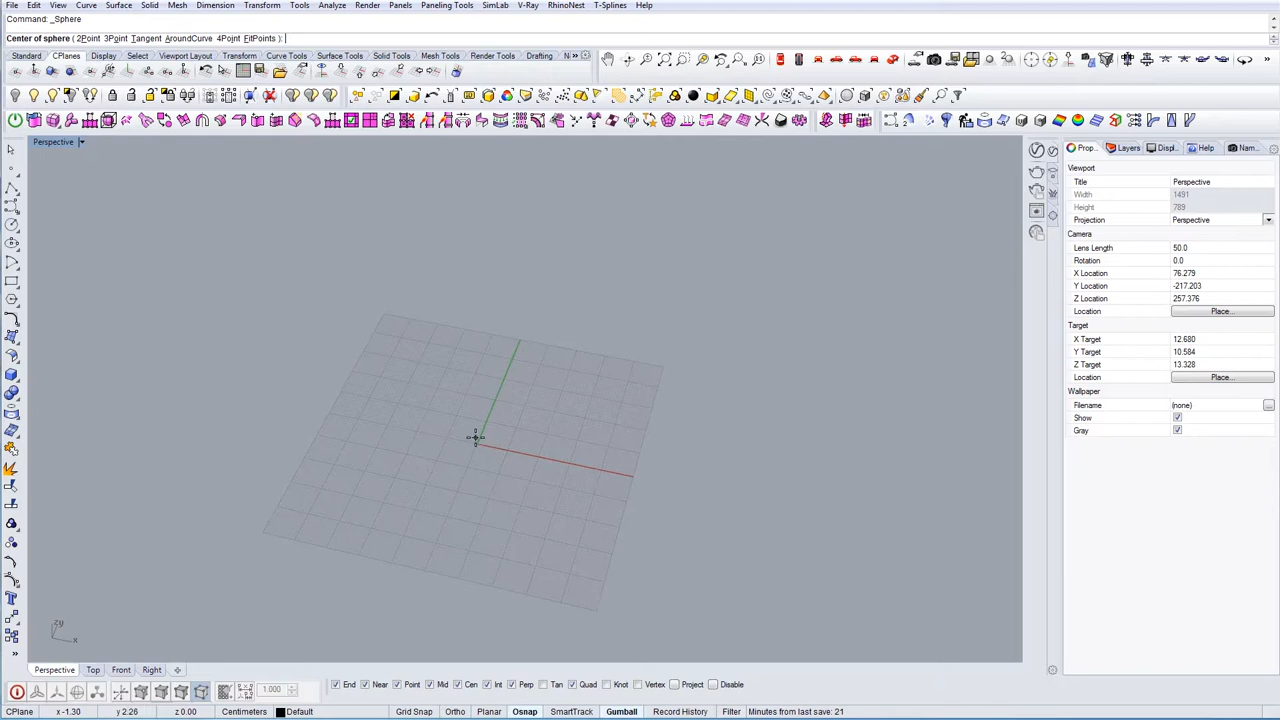 File Edit View Curve Surface Solid Mesh Dimension Transform Tools Analyze Render Panels Paneling Tools SimLab V-Ray RhinoNest T-Splines Help
Command: _Sphere
Center of sphere ( 2Point 3Point Tangent AroundCurve 4Point FitPoints ):
Standard CPlanes Display Select Viewport Layout Transform Curve Tools Surface Tools Solid Tools Mesh Tools Render Tools Drafting N
Perspective
Prop... Layers Displ... Help Nam...
Viewport
Title Perspective
Width 1491
Height 789
Projection Perspective
Camera
Lens Length 50.0
Rotation 0.0
X Location 76.279
Y Location -217.203
Z Location 257.376
Location Place...
Target
X Target 12.680
Y Target 10.584
Z Target 13.328
Location Place...
Wallpaper
Filename (none) ...
Show
Gray
zy
x
Perspective Top Front Right
1.000 End Near Point Mid Cen Int Perp Tan Quad Knot Vertex Project Disable
CPlane x -1.30 y 2.26 z 0.00 Centimeters Default Grid Snap Ortho Planar Osnap SmartTrack Gumball Record History Filter Minutes from last save: 21